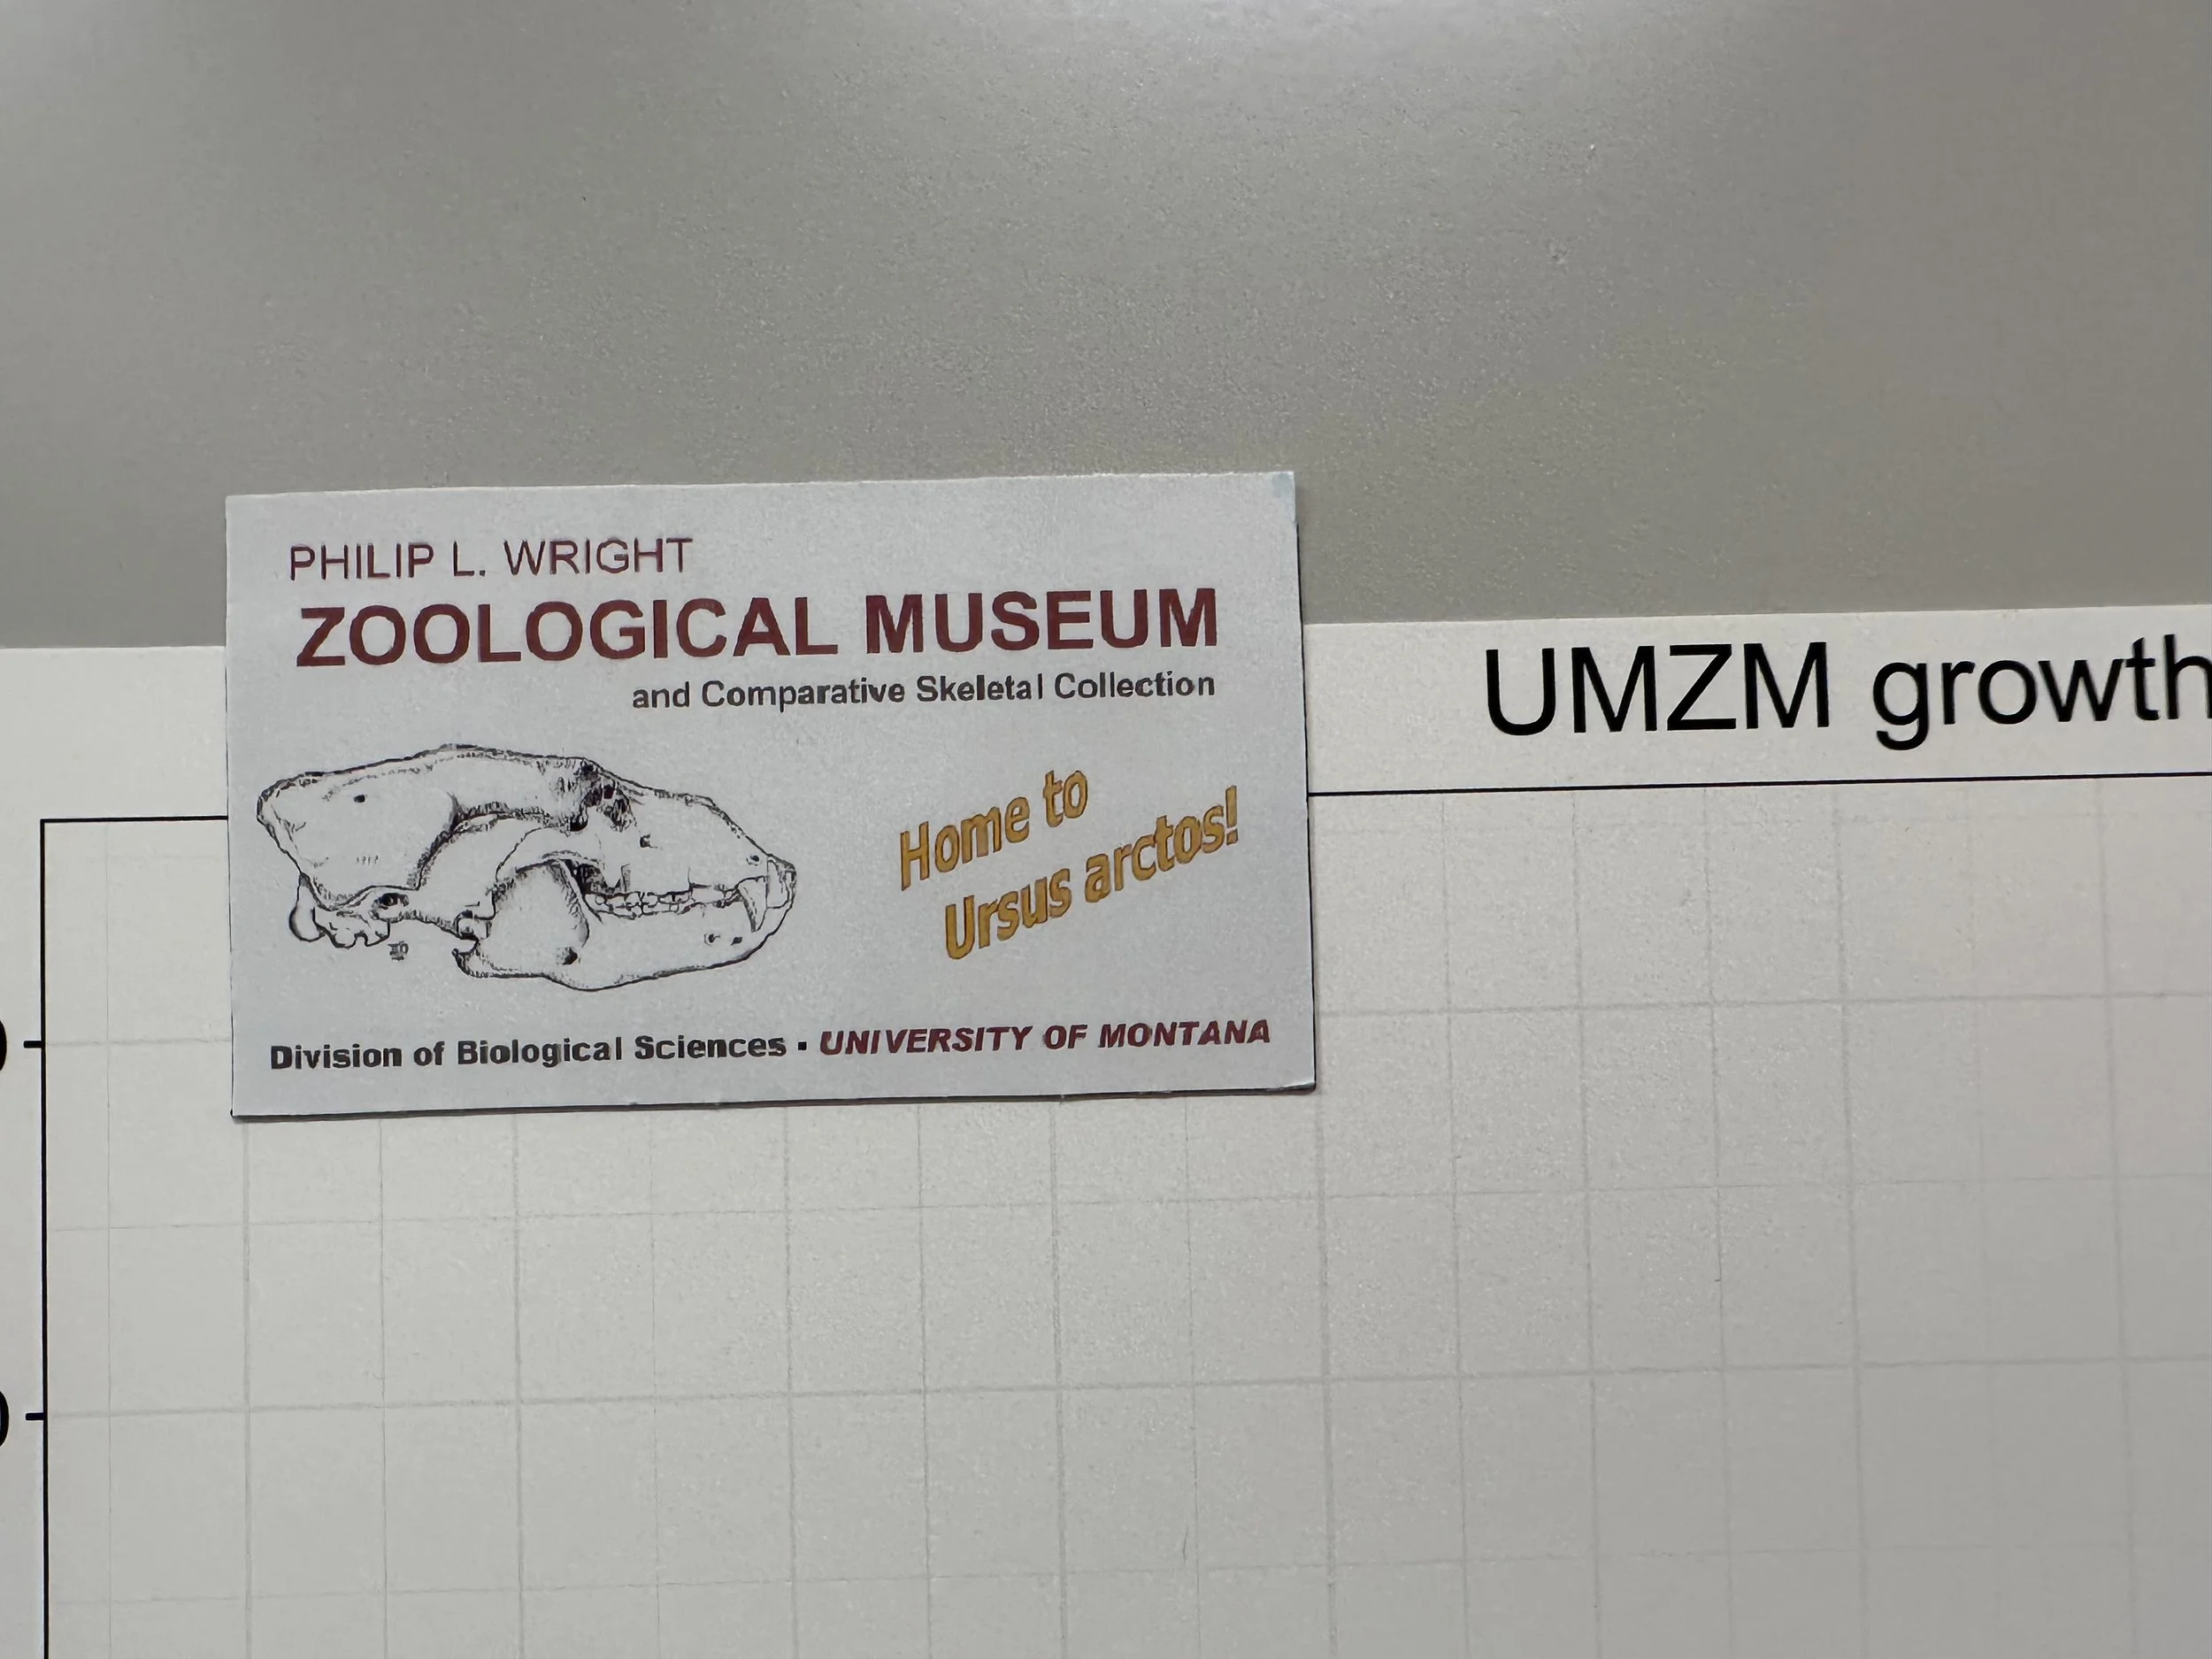 PHILIP L. WRIGHT
ZOOLOGICAL MUSEUM
and Comparative Skeletal Collection
UMZM growth
Home to
Ursus arctos!
Division of Biological Sciences ▪ UNIVERSITY OF MONTANA